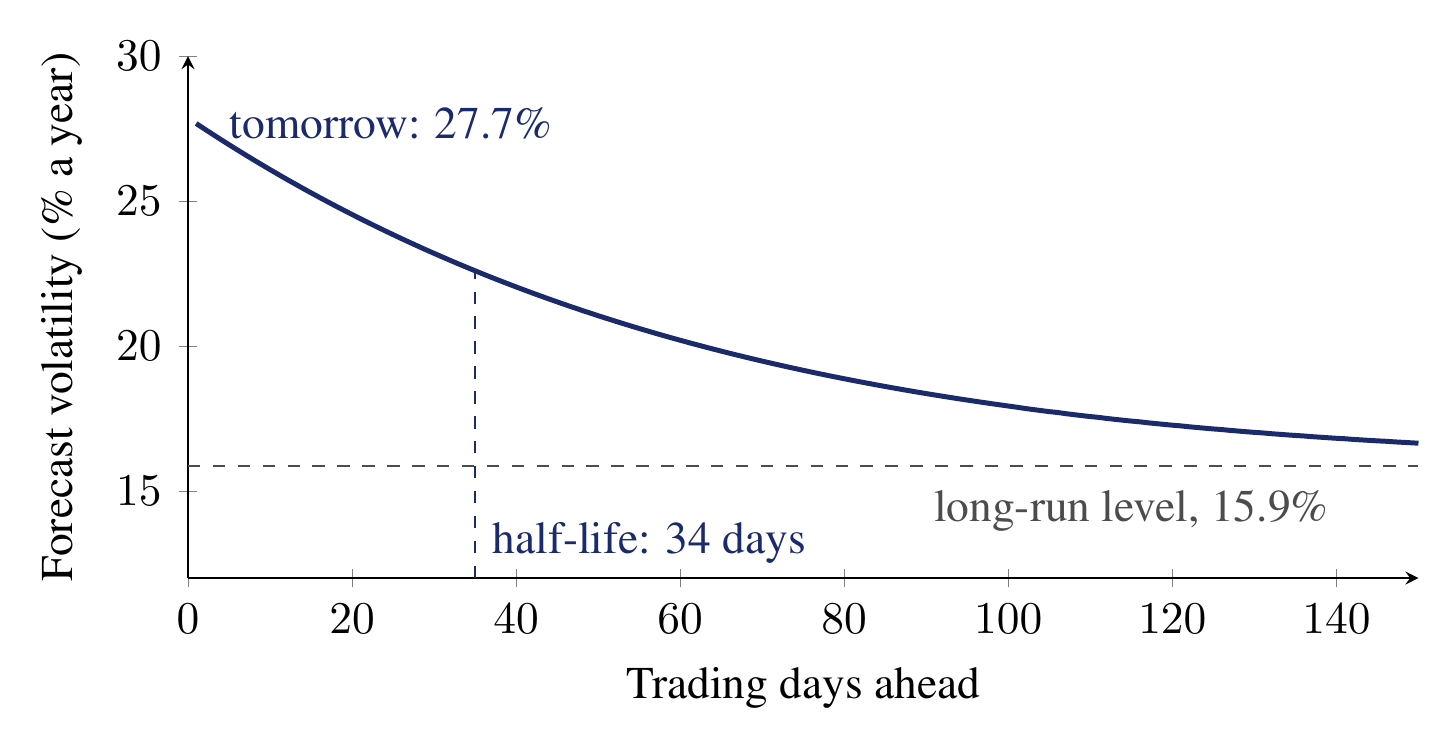 30
tomorrow: 27.7%
25
20
15
Forecast volatility (% a year)
long-run level, 15.9%
half-life: 34 days
0 20 40 60 80 100 120 140
Trading days ahead